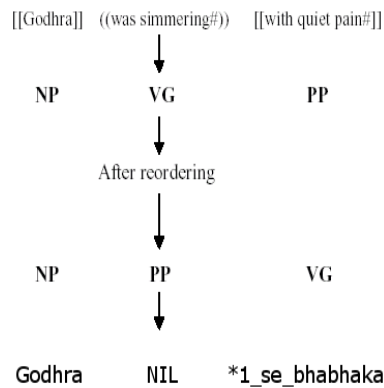 [[Godhra]] ((was simmering#)) [[with quiet pain#]]
NP VG PP
After reordering
NP PP VG
Godhra NIL *1_se_bhabhaka